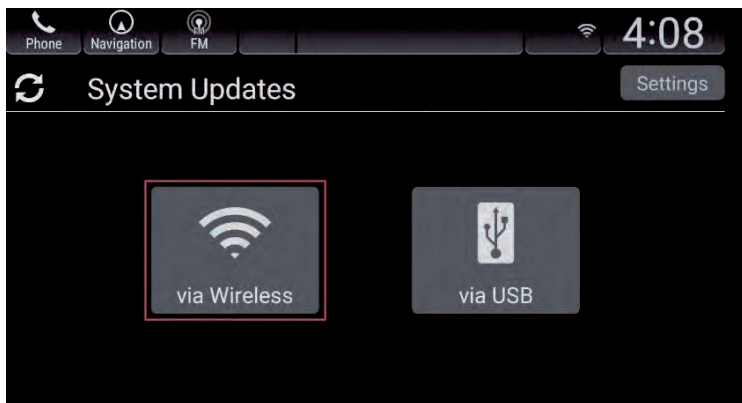 Phone
Navigation
FM
4:08
System Updates
Settings
via Wireless
via USB